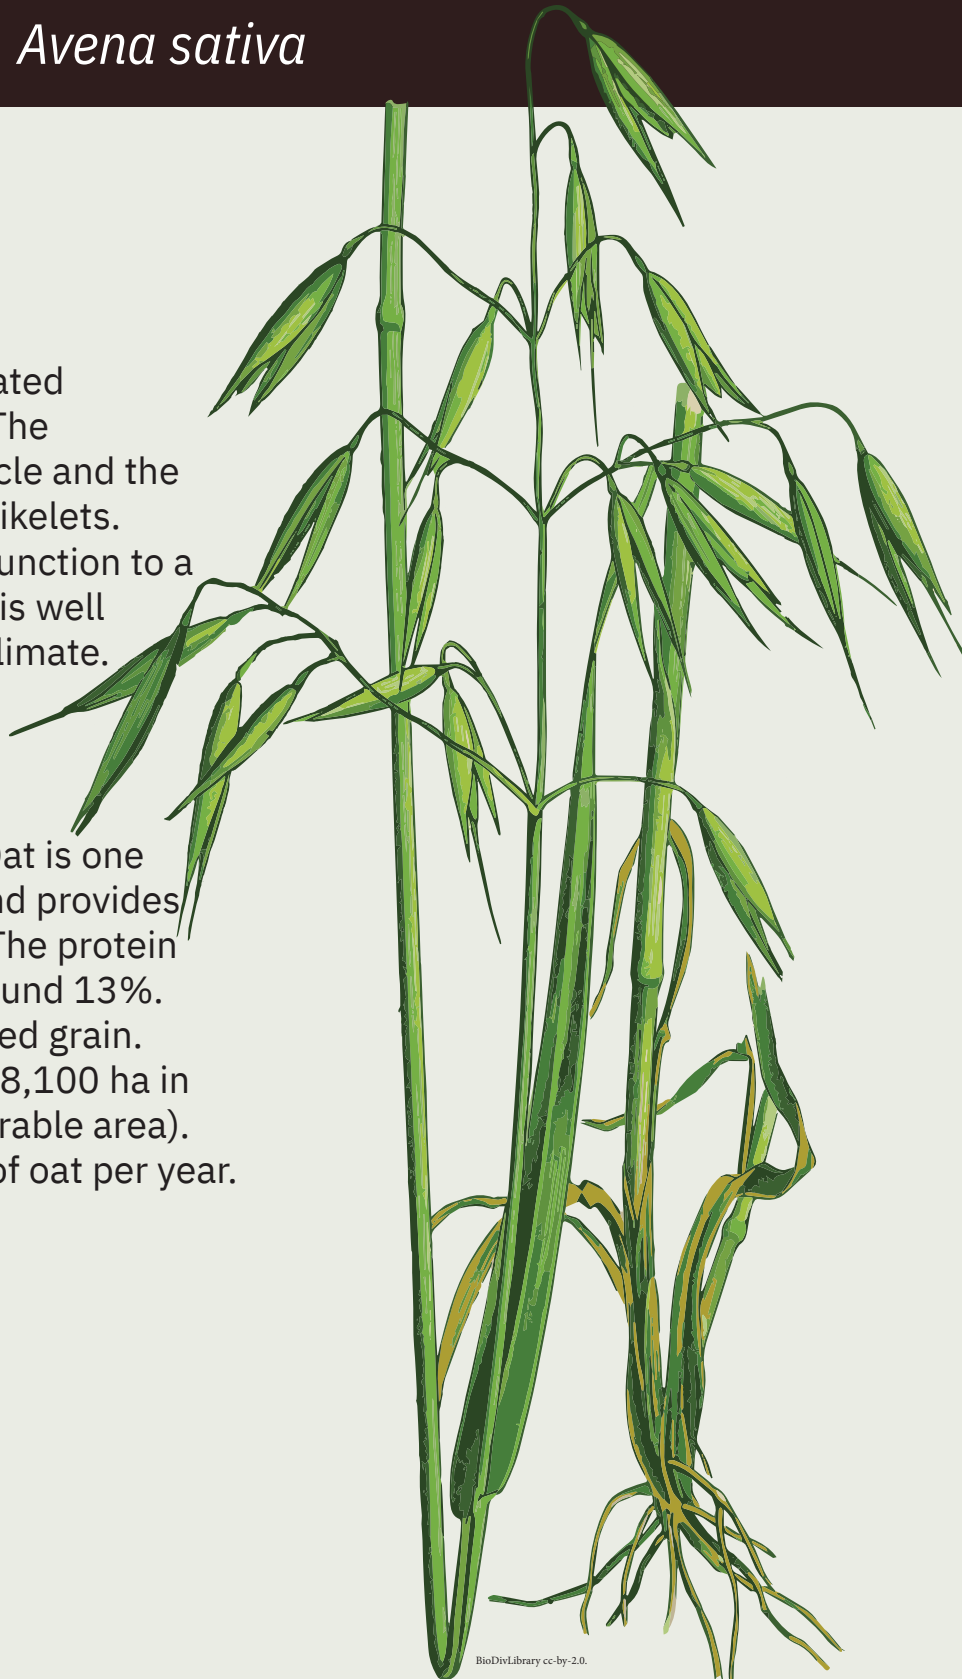 Avena sativa
ated
The
cle and the
ikelets.
unction to a
is well
limate.
at is one
nd provides
The protein
und 13%.
ed grain.
8,100 ha in
rable area).
of oat per year.
BioDivLibrary cc-by-2.0.